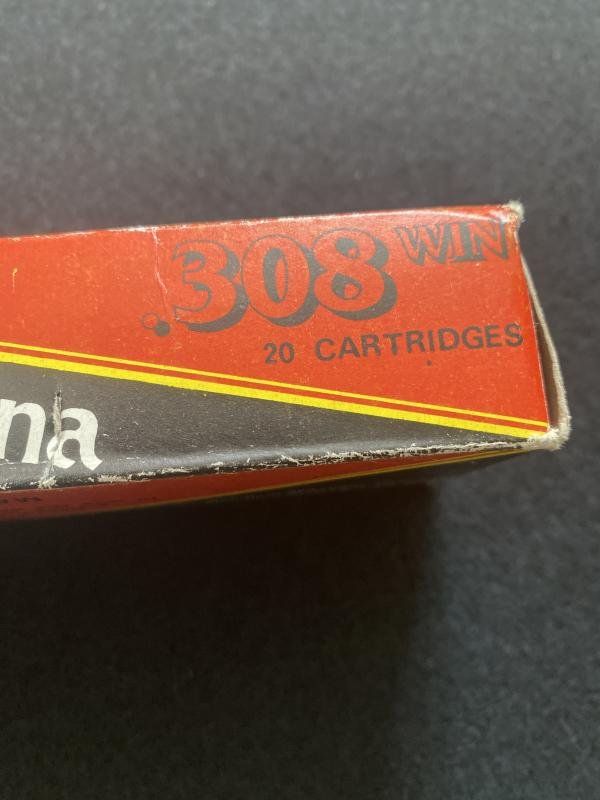 .308 WIN
20 CARTRIDGES
na